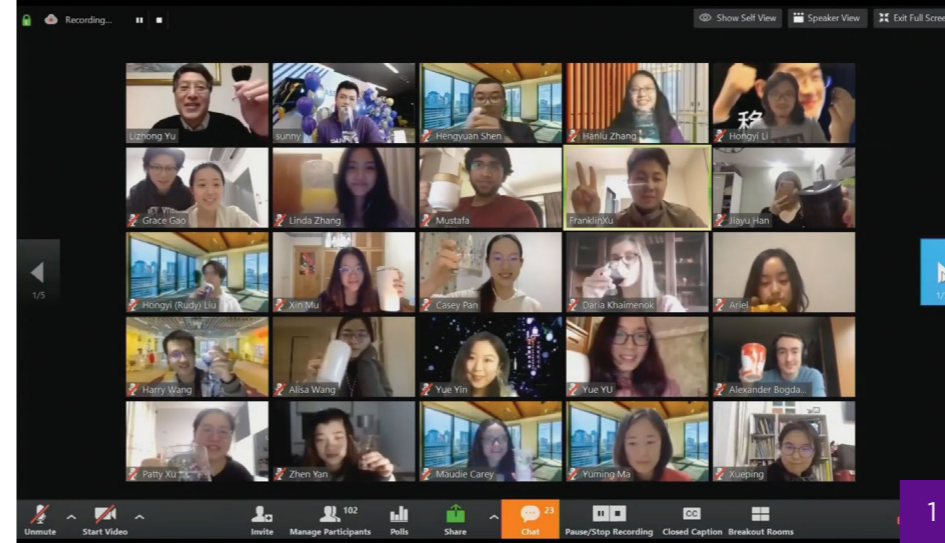 Recording...
Show Self View
Speaker View
Exit Full Scree
Lizhong Yu
sunny
Hengyuan Shen
Hanlu Zhang
移
Hongyi Li
Grace Gao
Linda Zhang
Mustafa
FranklinXu
Jiayu Han
1/5
Hongyi (Rudy) Liu
Xin Mu
Casey Pan
Daria Khaimenok
Ariel
Harry Wang
Alisa Wang
Yue Yin
Yue YU
Alexander Bogda...
Patty Xu
Zhen Yan
Maudie Carey
Yuming Ma
Xueping
Unmute
Start Video
Invite
Manage Participants 102
Polls
Share
Chat 23
Pause/Stop Recording
CC
Closed Caption
Breakout Rooms
1